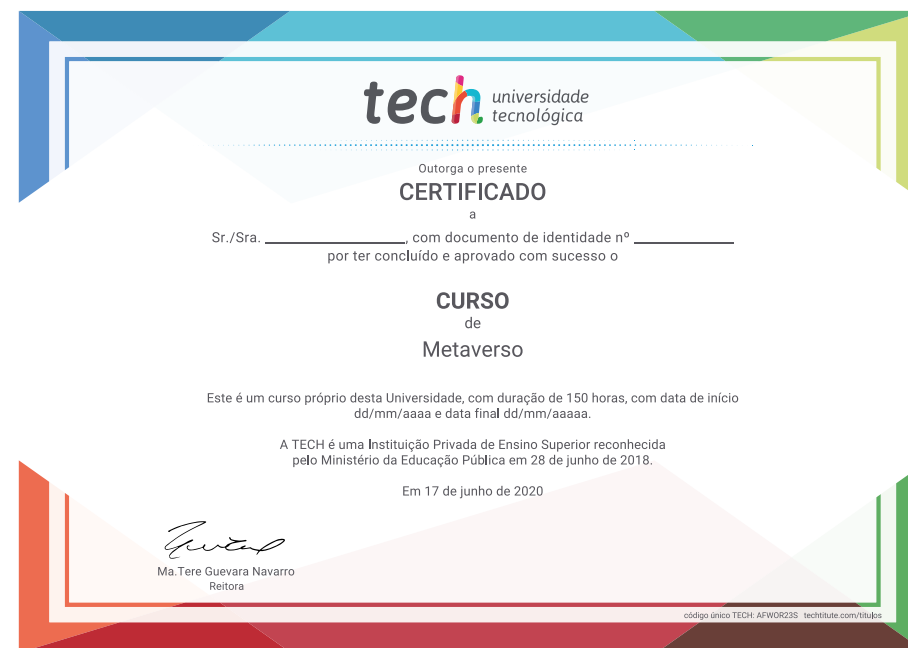 tech universidade
tecnológica
Outorga o presente
CERTIFICADO
a
Sr./Sra. ____________________, com documento de identidade nº ______________
por ter concluído e aprovado com sucesso o
CURSO
de
Metaverso
Este é um curso próprio desta Universidade, com duração de 150 horas, com data de início
dd/mm/aaaa e data final dd/mm/aaaaa.
A TECH é uma Instituição Privada de Ensino Superior reconhecida
pelo Ministério da Educação Pública em 28 de junho de 2018.
Em 17 de junho de 2020
Ma.Tere Guevara Navarro
Reitora
código único TECH: AFWOR23S techtitute.com/titulos